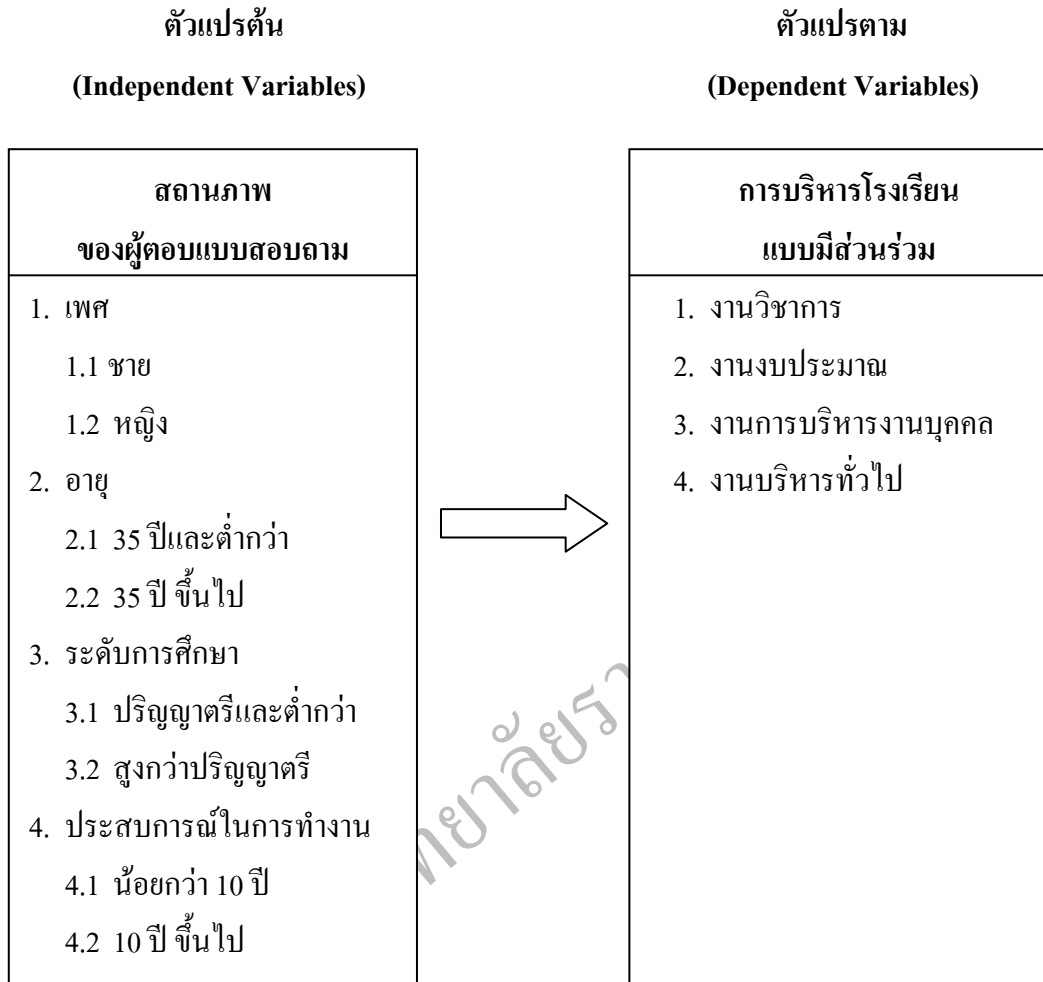 ตัวแปรต้น
(Independent Variables)
สถานภาพ
ของผู้ตอบแบบสอบถาม
1. เพศ
1.1 ชาย
1.2 หญิง
2. อายุ
2.1 35 ปีและต่ำกว่า
2.2 35 ปี ขึ้นไป
3. ระดับการศึกษา
3.1 ปริญญาตรีและต่ำกว่า
3.2 สูงกว่าปริญญาตรี
4. ประสบการณ์ในการทำงาน
4.1 น้อยกว่า 10 ปี
4.2 10 ปี ขึ้นไป
ตัวแปรตาม
(Dependent Variables)
การบริหารโรงเรียน
แบบมีส่วนร่วม
1. งานวิชาการ
2. งานงบประมาณ
3. งานการบริหารงานบุคคล
4. งานบริหารทั่วไป